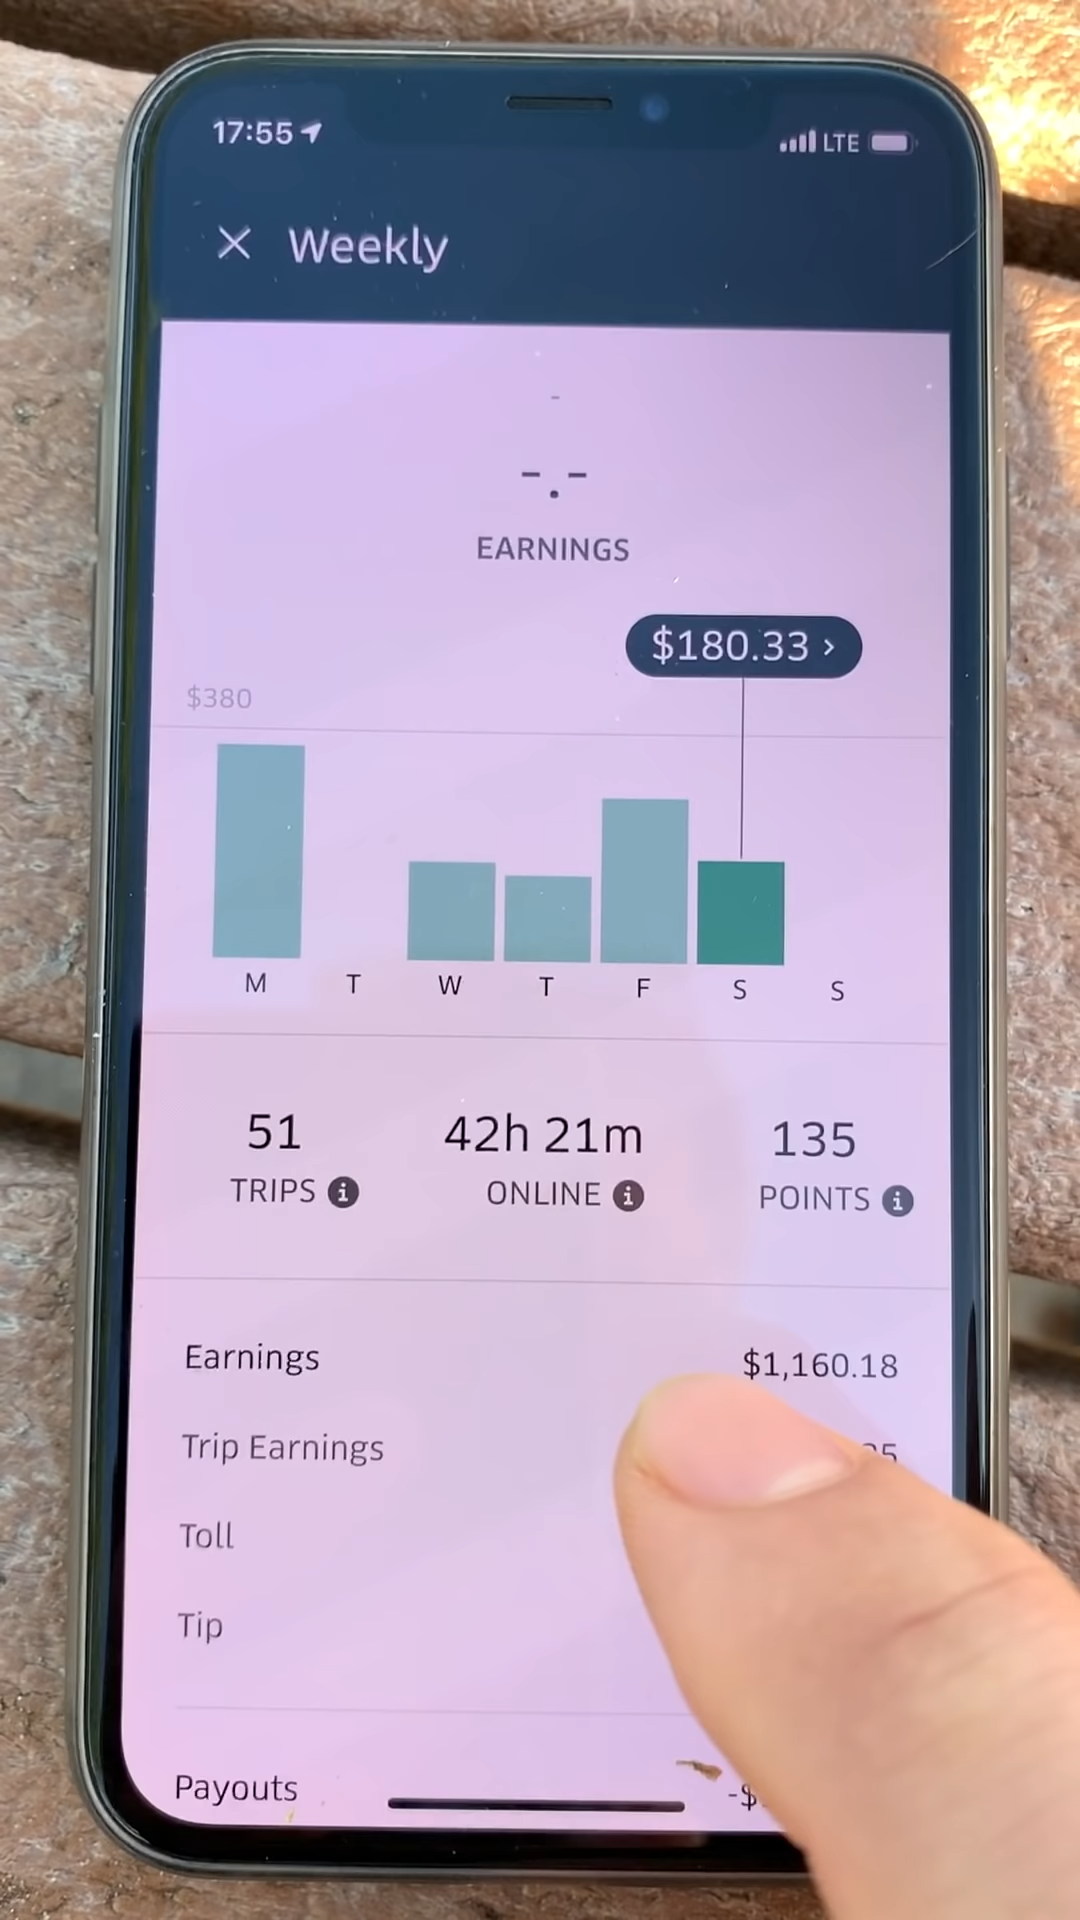 17:55 LTE
Weekly
-
-.-
EARNINGS
$180.33 >
$380
M T W T F S S
51 42h 21m 135
TRIPS i ONLINE i POINTS i
Earnings $1,160.18
Trip Earnings
Toll
Tip
Payouts -$